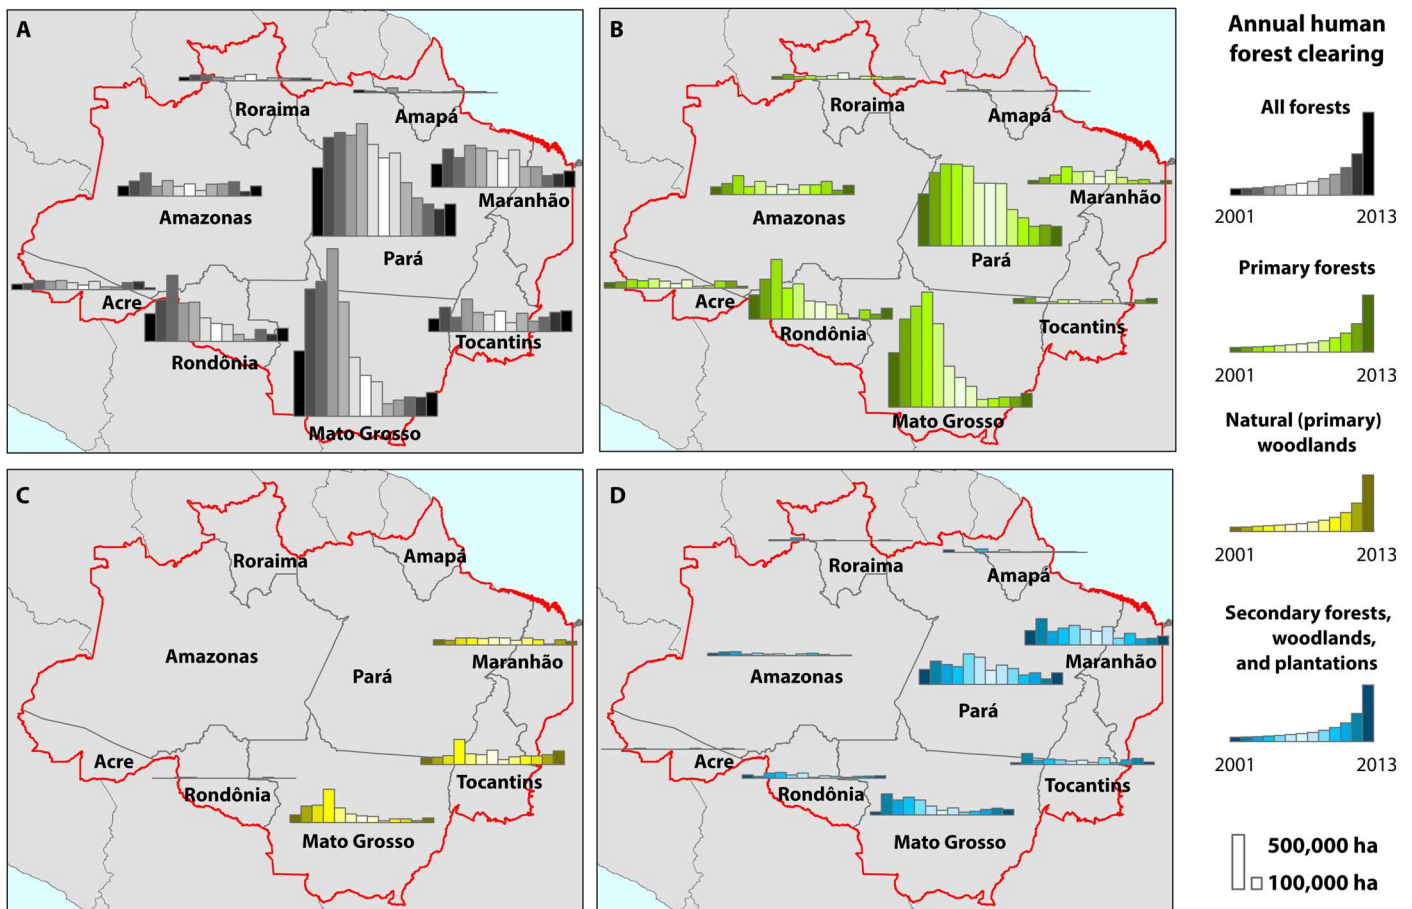 A
Roraima
Amapá
Maranhão
Amazonas
Pará
Acre
Rondônia
Tocantins
Mato Grosso
B
Roraima
Amapá
Maranhão
Amazonas
Pará
Acre
Rondônia
Tocantins
Mato Grosso
C
Roraima
Amapá
Amazonas
Maranhão
Pará
Acre
Rondônia
Tocantins
Mato Grosso
D
Roraima
Amapá
Maranhão
Amazonas
Pará
Acre
Rondônia
Tocantins
Mato Grosso
Annual human
forest clearing
All forests
2001 2013
Primary forests
2001 2013
Natural (primary)
woodlands
2001 2013
Secondary forests,
woodlands,
and plantations
2001 2013
500,000 ha
100,000 ha